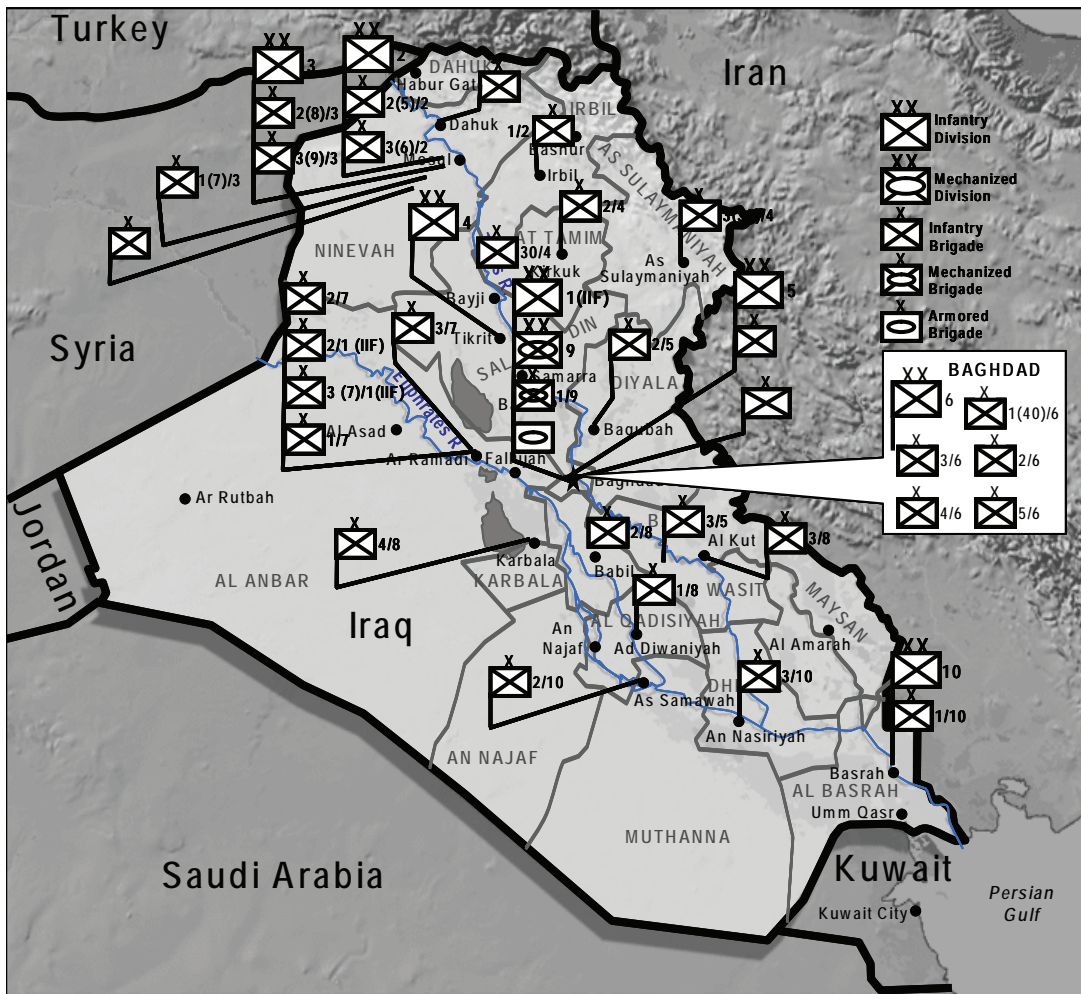 Turkey
Iran
Syria
Jordan
Iraq
Saudi Arabia
Kuwait
Kuwait City
Persian
Gulf
X X
3
X
2(8)/3
X
3(9)/3
X
1(7)/3
X
X X
2
X
2(5)/2
X
3(6)/2
X
DAHUK
Dahuk
Mosul
X
1/2
Bashur
Irbil
AS SULAYMANIYAH
X
2/4
X
As
Sulaymaniyah
NINEVAH
X X
4
X
30/4
AT TAMIM
X X
1(IIF)
X X
9
X
1/9
Bayji
Tikrit
Samarra
X
2/7
X
2/1 (IIF)
X
3 (7)/1(IIF)
X
1/7
X
3/7
Euphrates R
X
2/5
DIYALA
Baqubah
X X
5
X
X
Al Asad
Ar Ramadi
Ar Rutbah
AL ANBAR
X
4/8
Karbala
KARBALA
X
2/8
Babil
X
3/5
Al Kut
X
3/8
WASIT
MAYSAN
X
1/8
AL QADISIYAH
Ad Diwaniyah
An
Najaf
Al Amarah
X
2/10
As Samawah
X
3/10
An Nasiriyah
X X
10
X
1/10
Basrah
AL BASRAH
Umm Qasr
AN NAJAF
MUTHANNA
X X
Infantry
Division
X X
Mechanized
Division
X
Infantry
Brigade
X
Mechanized
Brigade
X
Armored
Brigade
BAGHDAD
X X
6
X
1(40)/6
X
3/6
X
2/6
X
4/6
X
5/6